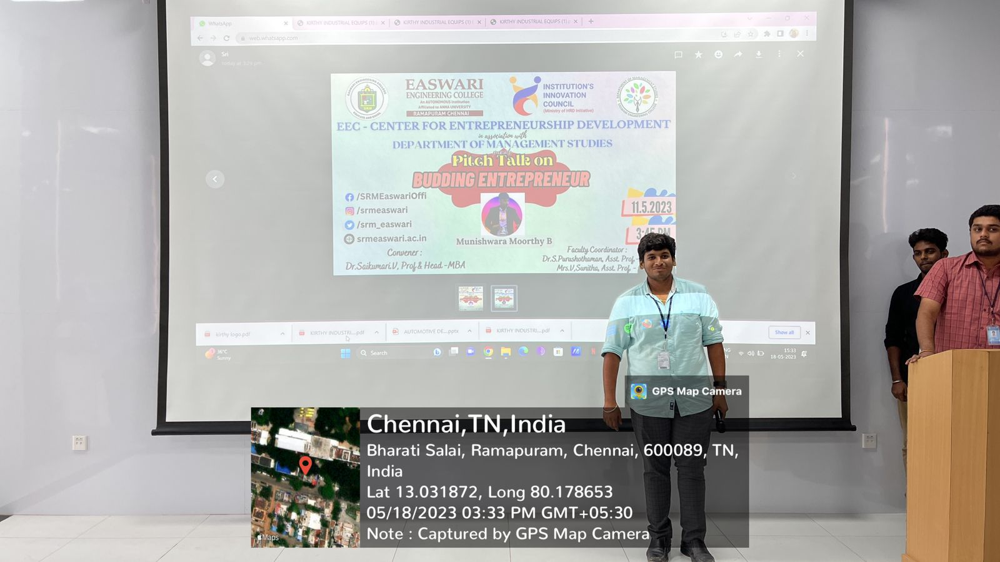 WhatsApp
KIRTHY INDUSTRIAL EQUIPS (1)
KIRTHY INDUSTRIAL EQUIPS (1)
KIRTHY INDUSTRIAL EQUIPS (1)
web.whatsapp.com
Sri
Today at 3:29 pm
EASWARI
ENGINEERING COLLEGE
An AUTONOMOUS Institution
Affiliated to ANNA UNIVERSITY
RAMAPURAM CHENNAI
INSTITUTION'S
INNOVATION
COUNCIL
(Ministry of HRD Initiative)
EEC - CENTER FOR ENTREPRENEURSHIP DEVELOPMENT
in association with
DEPARTMENT OF MANAGEMENT STUDIES
presents
Pitch Talk on
BUDDING ENTREPRENEUR
/SRMEaswariOffi
/srmeaswari
/srm_easwari
srmeaswari.ac.in
11.5.2023
3:45 PM
Munishwara Moorthy B
Convener :
Dr.Saikumari.V, Prof & Head -MBA
Faculty Coordinator :
Dr.S.Purushothaman, Asst. Prof.-
Mrs.V.Sunitha, Asst. Prof. -
kirthy logo.pdf
KIRTHY INDUSTRI....pdf
AUTOMOTIVE DE....pptx
KIRTHY INDUSTRI....pdf
Show all
36°C
Sunny
Search
15:33
18-05-2023
GPS Map Camera
Chennai,TN,India
Bharati Salai, Ramapuram, Chennai, 600089, TN,
India
Lat 13.031872, Long 80.178653
05/18/2023 03:33 PM GMT+05:30
Note : Captured by GPS Map Camera
Maps